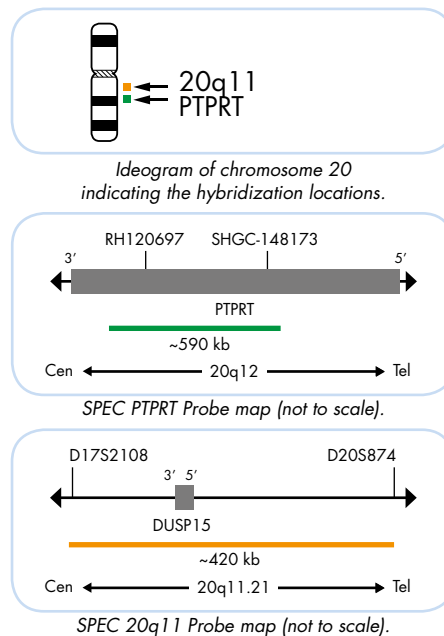 20q11
PTPRT
Ideogram of chromosome 20
indicating the hybridization locations.
RH120697 SHGC-148173
3’ 5’
PTPRT
~590 kb
Cen 20q12 Tel
SPEC PTPRT Probe map (not to scale).
D17S2108 D20S874
3’ 5’
DUSP15
~420 kb
Cen 20q11.21 Tel
SPEC 20q11 Probe map (not to scale).